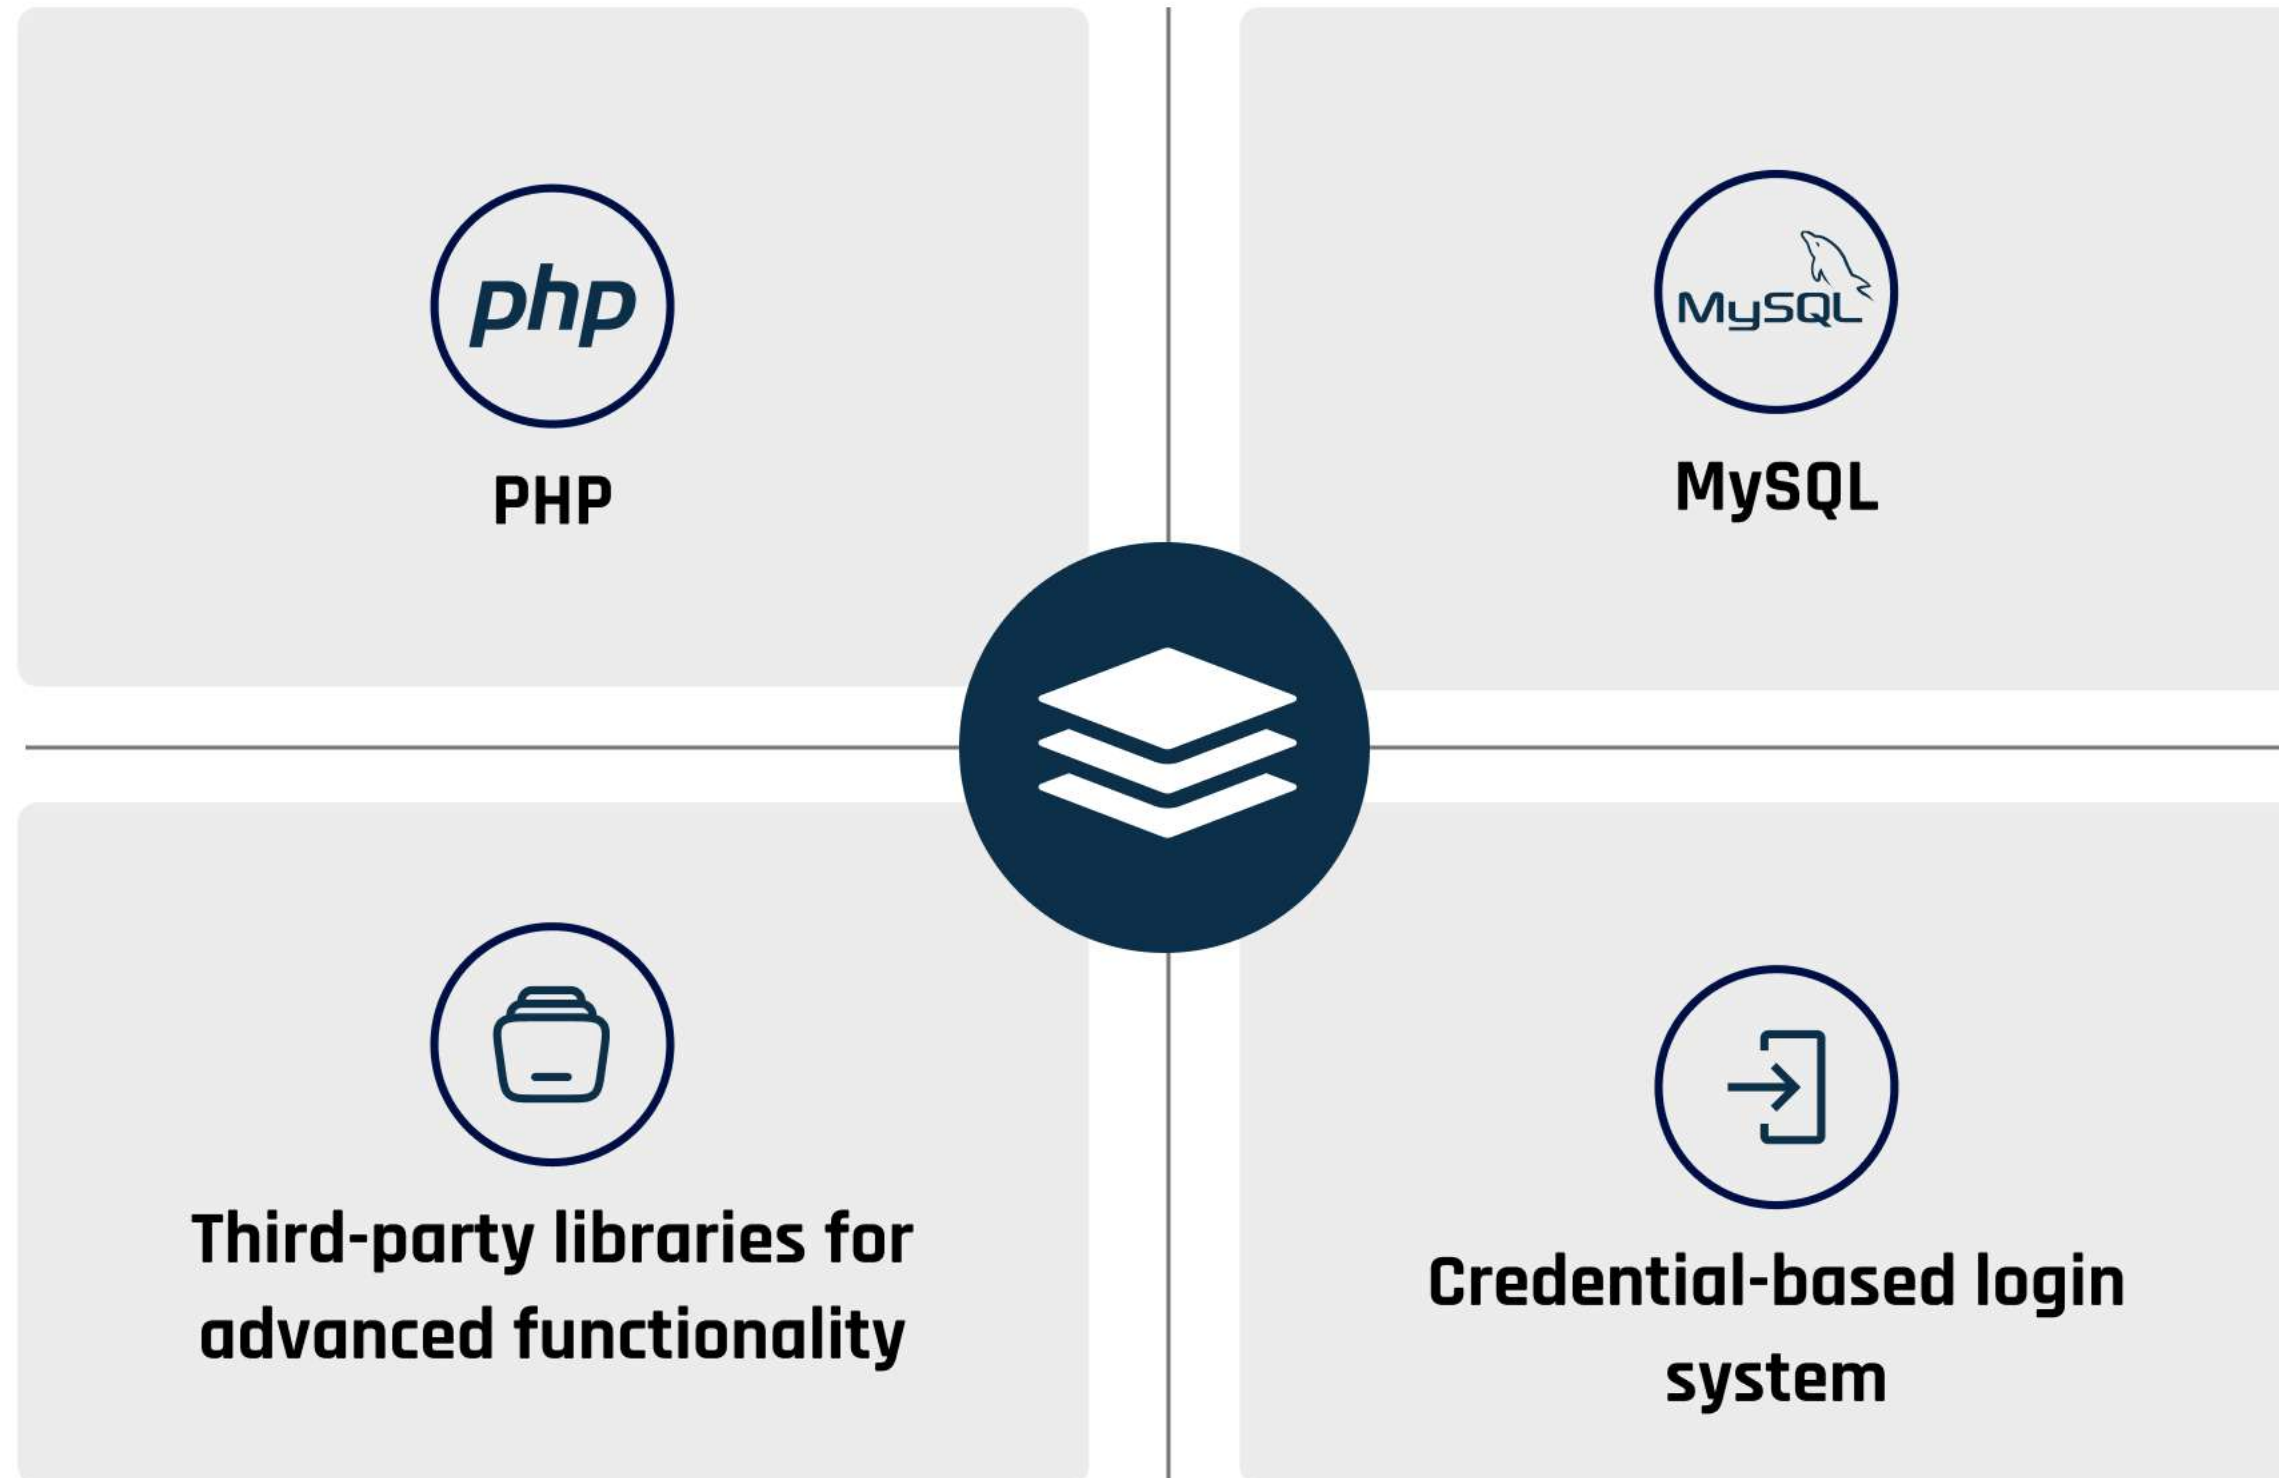 php
PHP
MySQL
MySQL
Third-party libraries for
advanced functionality
Credential-based login
system